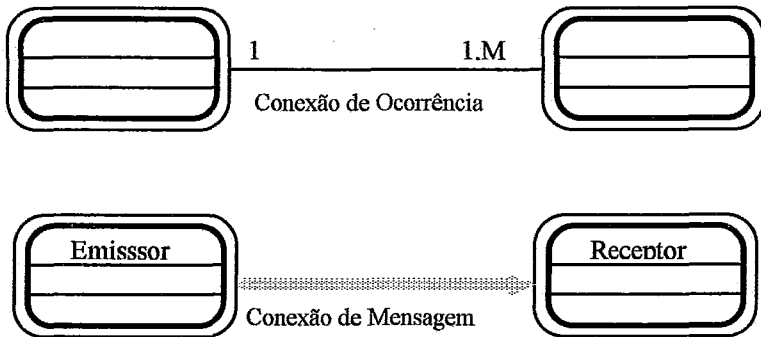 1 1.M
Conexão de Ocorrência
Emisssor Receptor
Conexão de Mensagem